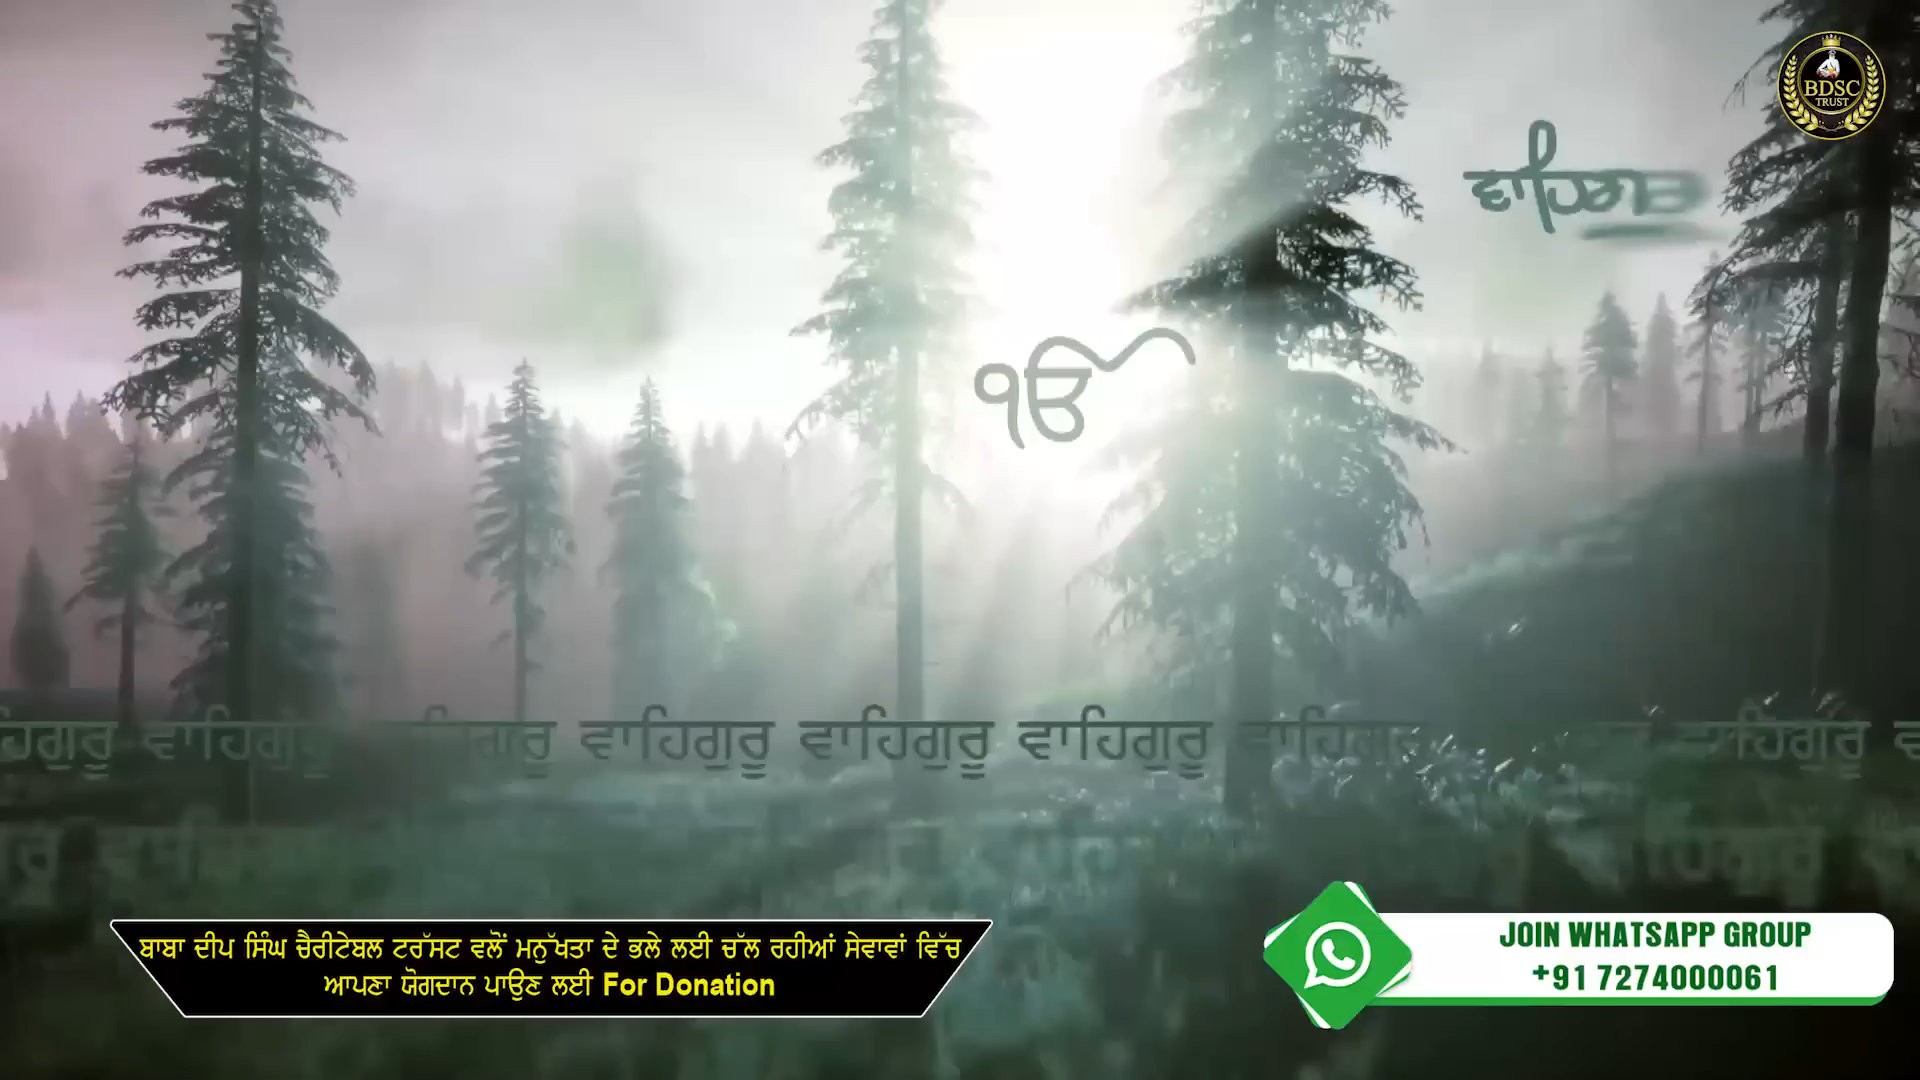 BDSC
TRUST
ੴ
ਹਿਗੁਰੂ ਵਾਹਿਗੁਰੂ ਹਿਗੁਰੂ ਵਾਹਿਗੁਰੂ ਵਾਹਿਗੁਰੂ ਵਾਹਿਗੁਰੂ ਵਾਹਿਗੁ ਵਾਹਿਗੁਰੂ ਵ
ਬਾਬਾ ਦੀਪ ਸਿੰਘ ਚੈਰੀਟੇਬਲ ਟਰੱਸਟ ਵਲੋਂ ਮਨੁੱਖਤਾ ਦੇ ਭਲੇ ਲਈ ਚੱਲ ਰਹੀਆਂ ਸੇਵਾਵਾਂ ਵਿੱਚ
ਆਪਣਾ ਯੋਗਦਾਨ ਪਾਉਣ ਲਈ For Donation
JOIN WHATSAPP GROUP
+91 7274000061